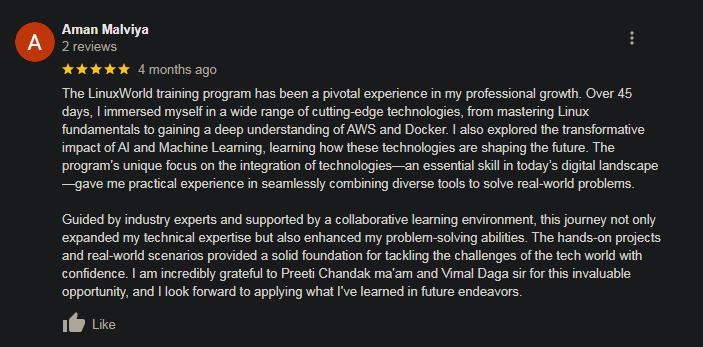 A
Aman Malviya
2 reviews
4 months ago
The LinuxWorld training program has been a pivotal experience in my professional growth. Over 45
days, I immersed myself in a wide range of cutting-edge technologies, from mastering Linux
fundamentals to gaining a deep understanding of AWS and Docker. I also explored the transformative
impact of AI and Machine Learning, learning how these technologies are shaping the future. The
program's unique focus on the integration of technologies—an essential skill in today's digital landscape
—gave me practical experience in seamlessly combining diverse tools to solve real-world problems.
Guided by industry experts and supported by a collaborative learning environment, this journey not only
expanded my technical expertise but also enhanced my problem-solving abilities. The hands-on projects
and real-world scenarios provided a solid foundation for tackling the challenges of the tech world with
confidence. I am incredibly grateful to Preeti Chandak ma'am and Vimal Daga sir for this invaluable
opportunity, and I look forward to applying what I've learned in future endeavors.
Like